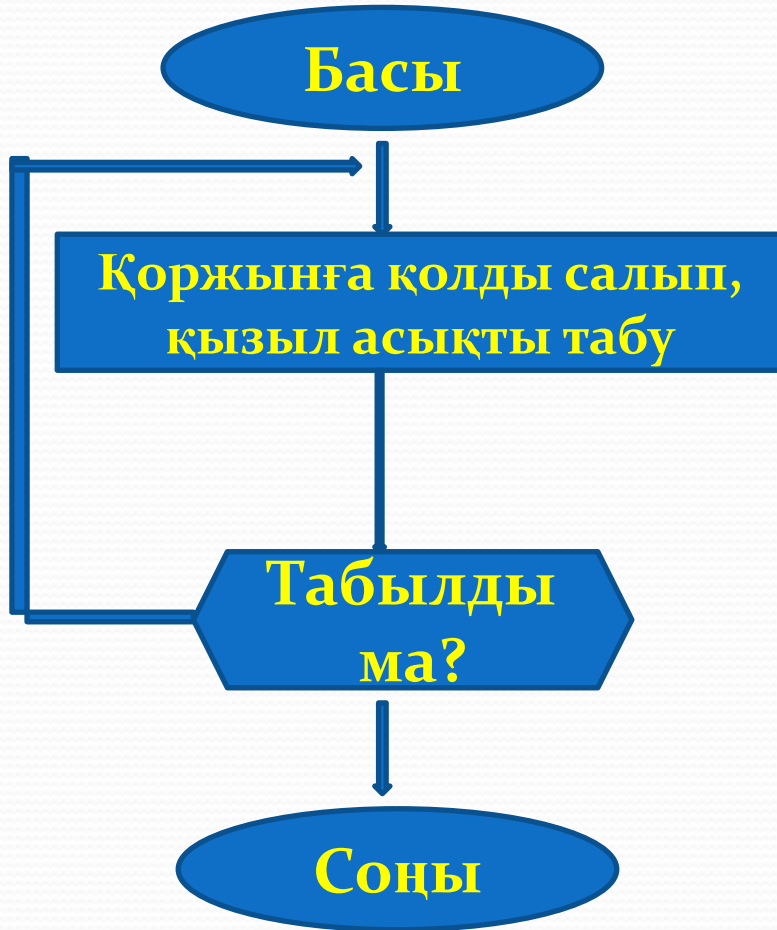 Басы
Қоржынға қолды салып,
қызыл асықты табу
Табылды
ма?
Соңы